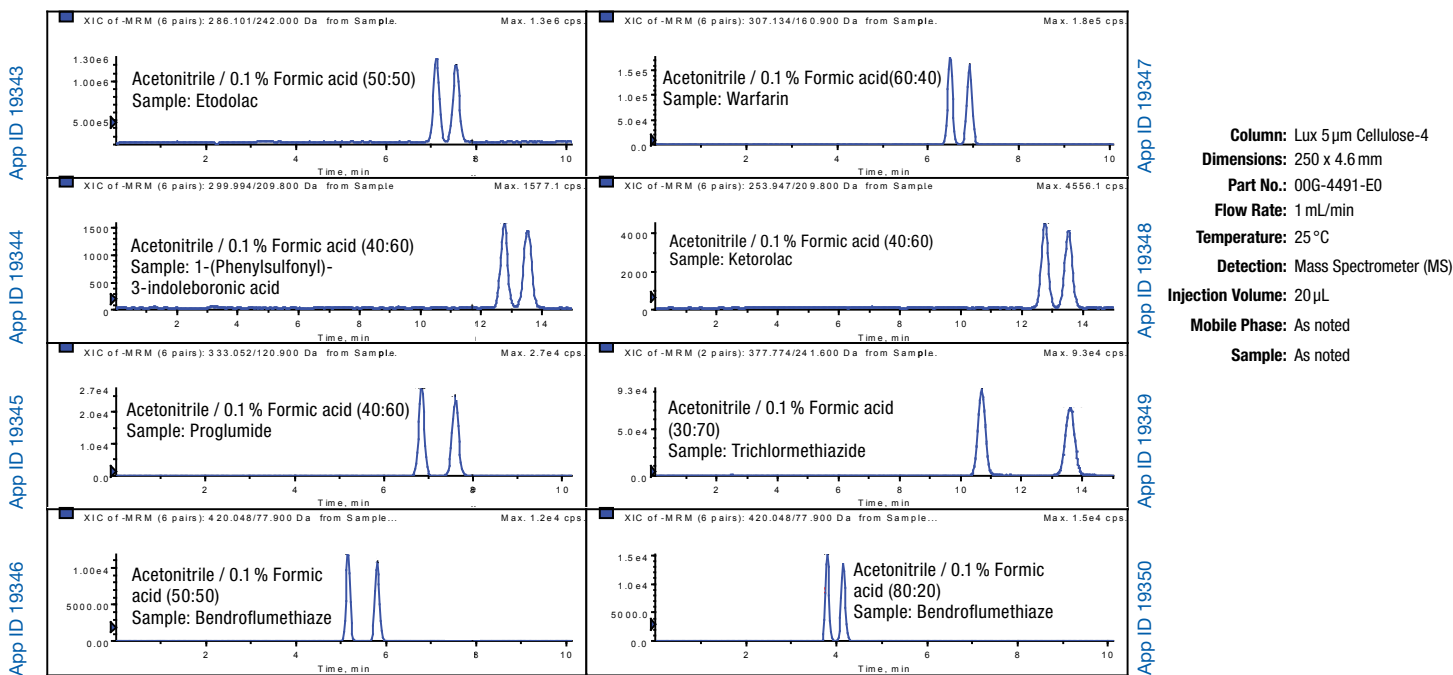 App ID 19343
XIC of -MRM (6 pairs): 286.101/242.000 Da from Sample.
Max. 1.3e6 cps.
1.30e6
1.00e6
5.00e5
Acetonitrile / 0.1 % Formic acid (50:50)
Sample: Etodolac
2 4 6 8 10
Time, min
App ID 19347
XIC of -MRM (6 pairs): 307.134/160.900 Da from Sample.
Max. 1.8e5 cps.
1.5e5
1.0e5
5.0e4
0.0
Acetonitrile / 0.1 % Formic acid(60:40)
Sample: Warfarin
2 4 6 8 10
Time, min
App ID 19344
XIC of -MRM (6 pairs): 299.994/209.800 Da from Sample
Max. 1577.1 cps.
1500
1000
500
0
Acetonitrile / 0.1 % Formic acid (40:60)
Sample: 1-(Phenylsulfonyl)-
3-indoleboronic acid
2 4 6 8 10 12 14
Time, min
App ID 19348
XIC of -MRM (6 pairs): 253.947/209.800 Da from Sample
Max. 4556.1 cps.
4000
2000
0
Acetonitrile / 0.1 % Formic acid (40:60)
Sample: Ketorolac
2 4 6 8 10 12 14
Time, min
App ID 19345
XIC of -MRM (6 pairs): 333.052/120.900 Da from Sample.
Max. 2.7e4 cps.
2.7e4
2.0e4
1.0e4
0.0
Acetonitrile / 0.1 % Formic acid (40:60)
Sample: Proglumide
2 4 6 8 10
Time, min
App ID 19349
XIC of -MRM (2 pairs): 377.774/241.600 Da from Sample.
Max. 9.3e4 cps.
9.3e4
5.0e4
0.0
Acetonitrile / 0.1 % Formic acid
(30:70)
Sample: Trichlormethiazide
2 4 6 8 10 12 14
Time, min
App ID 19346
XIC of -MRM (6 pairs): 420.048/77.900 Da from Sample...
Max. 1.2e4 cps.
1.00e4
5000.00
0.00
Acetonitrile / 0.1 % Formic
acid (50:50)
Sample: Bendroflumethiaze
2 4 6 8 10
Time, min
App ID 19350
XIC of -MRM (6 pairs): 420.048/77.900 Da from Sample...
Max. 1.5e4 cps.
1.5e4
1.0e4
5000.0
0.0
Acetonitrile / 0.1 % Formic
acid (80:20)
Sample: Bendroflumethiaze
2 4 6 8 10
Time, min
Column: Lux 5 µm Cellulose-4
Dimensions: 250 x 4.6 mm
Part No.: 00G-4491-E0
Flow Rate: 1 mL/min
Temperature: 25 °C
Detection: Mass Spectrometer (MS)
Injection Volume: 20 µL
Mobile Phase: As noted
Sample: As noted